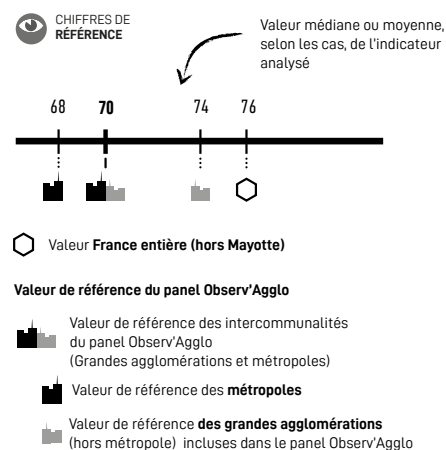 CHIFFRES DE
RÉFÉRENCE
Valeur médiane ou moyenne,
selon les cas, de l'indicateur
analysé
68 70 74 76
Valeur France entière (hors Mayotte)
Valeur de référence du panel Observ'Agglo
Valeur de référence des intercommunalités
du panel Observ'Agglo
(Grandes agglomérations et métropoles)
Valeur de référence des métropoles
Valeur de référence des grandes agglomérations
(hors métropole) incluses dans le panel Observ'Agglo